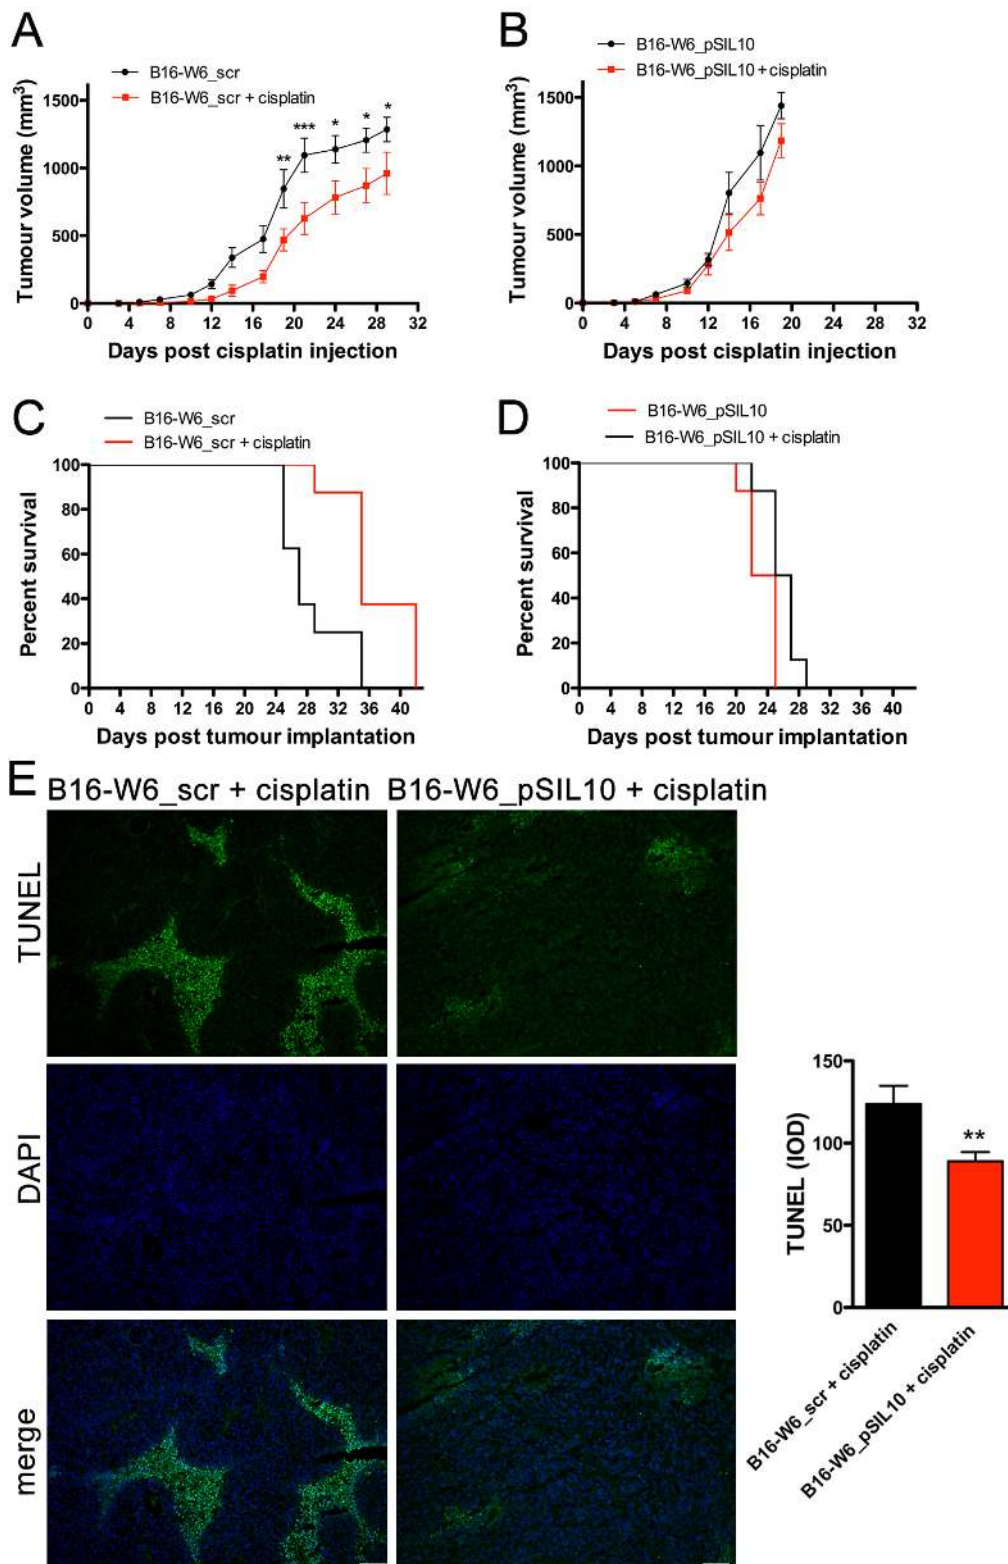 A
B16-W6_scr
B16-W6_scr + cisplatin
Tumour volume (mm³)
1500
1000
500
0
** *** * * *
0 4 8 12 16 20 24 28 32
Days post cisplatin injection
B
B16-W6_pSIL10
B16-W6_pSIL10 + cisplatin
Tumour volume (mm³)
1500
1000
500
0
0 4 8 12 16 20 24 28 32
Days post cisplatin injection
C
B16-W6_scr
B16-W6_scr + cisplatin
Percent survival
100
80
60
40
20
0
0 4 8 12 16 20 24 28 32 36 40
Days post tumour implantation
D
B16-W6_pSIL10
B16-W6_pSIL10 + cisplatin
Percent survival
100
80
60
40
20
0
0 4 8 12 16 20 24 28 32 36 40
Days post tumour implantation
E
B16-W6_scr + cisplatin B16-W6_pSIL10 + cisplatin
TUNEL
DAPI
merge
TUNEL (IOD)
150
100
50
0
**
B16-W6_scr + cisplatin
B16-W6_pSIL10 + cisplatin